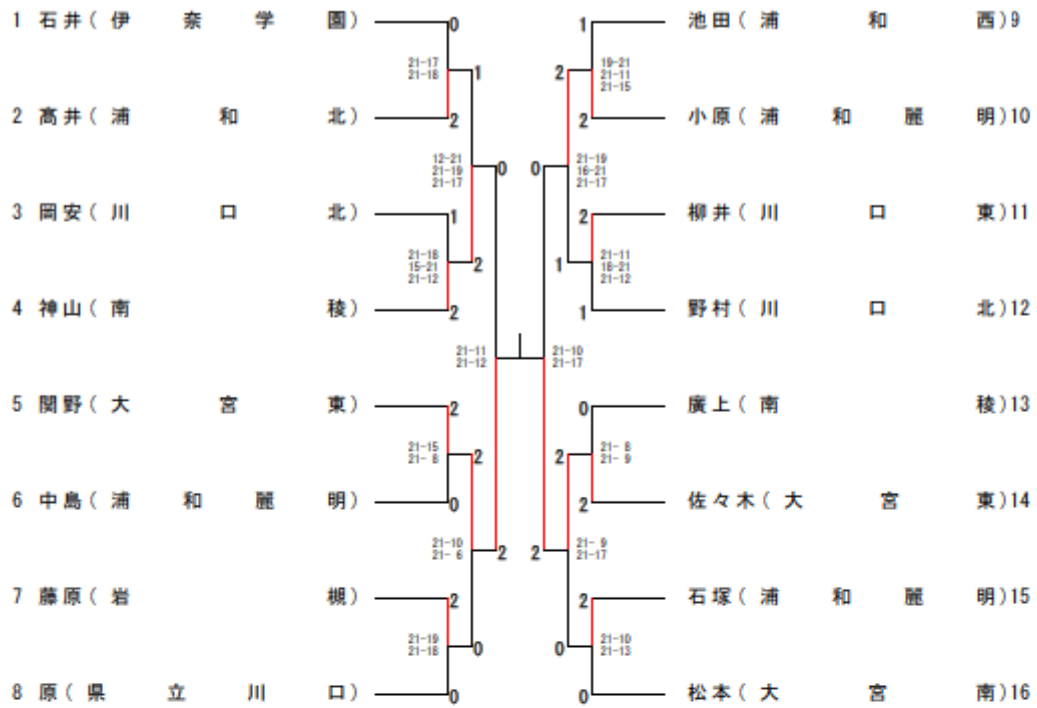 1 石井(伊奈学園) 0 1 池田(浦和西)9
21-17 1 2 19-21
21-18 21-11
21-15
2 髙井(浦和北) 2 2 小原(浦和麗明)10
12-21 0 0 21-19
21-19 16-21
21-17 21-17
3 岡安(川口北) 1 2 柳井(川口東)11
21-18 2 1 21-11
15-21 18-21
21-12 21-12
4 神山(南稜) 2 1 野村(川口北)12
21-11 21-10
21-12 21-17
5 関野(大宮東) 2 0 廣上(南稜)13
21-15 2 2 21- 8
21- 8 21- 9
6 中島(浦和麗明) 0 2 佐々木(大宮東)14
21-10 2 2 21- 9
21- 6 21-17
7 藤原(岩槻) 2 2 石塚(浦和麗明)15
21-19 0 0 21-10
21-18 21-13
8 原(県立川口) 0 0 松本(大宮南)16